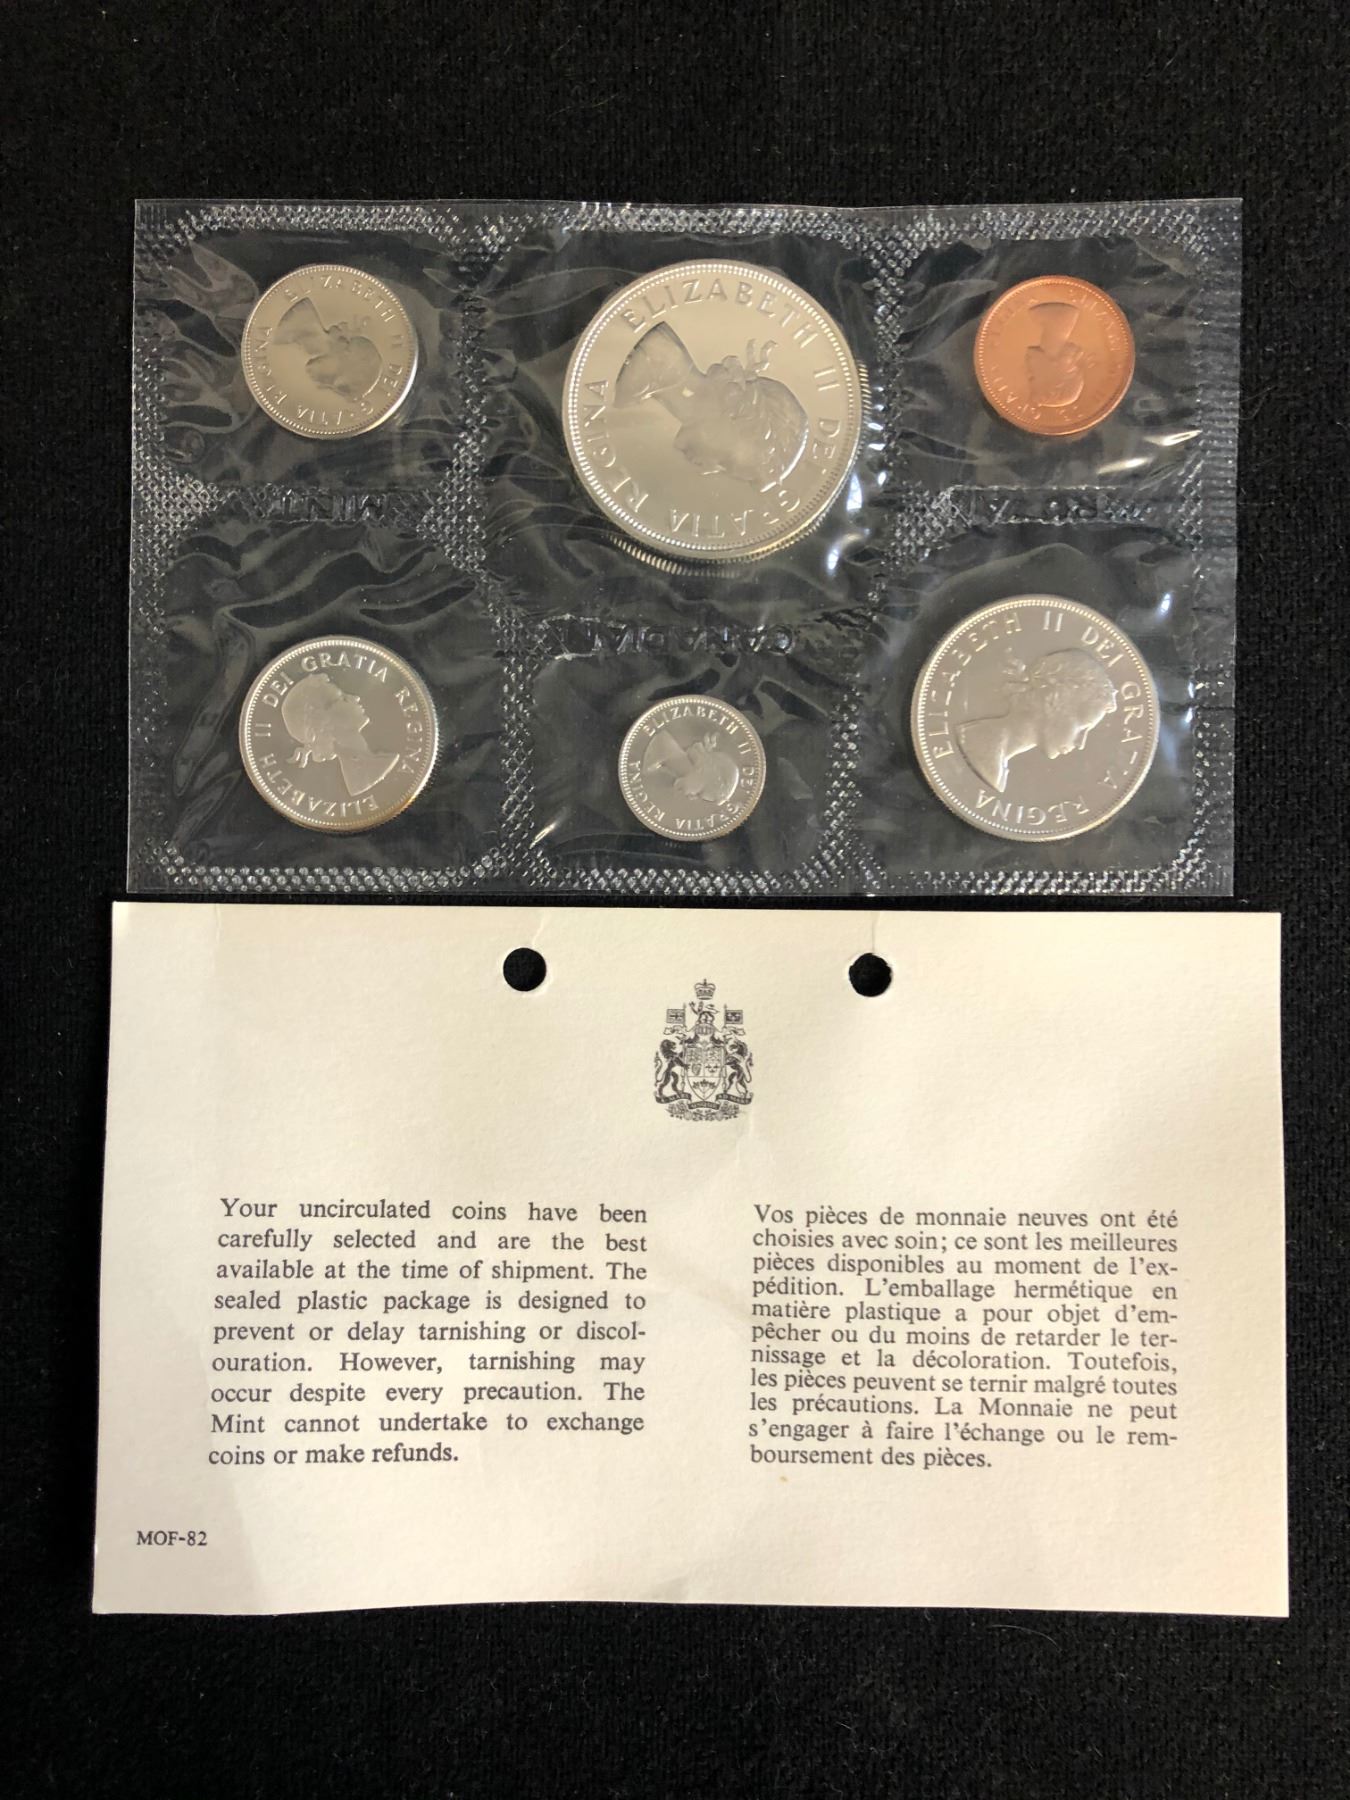 ELIZABETH II DEI GRATIA REGINA
ELIZABETH II DEI GRATIA REGINA
ROYAL
MINT
ELIZABETH II DEI GRATIA REGINA
ELIZABETH II DEI GRATIA REGINA
ELIZABETH II DEI GRATIA REGINA
CANADIAN
Your uncirculated coins have been
carefully selected and are the best
available at the time of shipment. The
sealed plastic package is designed to
prevent or delay tarnishing or discol-
ouration. However, tarnishing may
occur despite every precaution. The
Mint cannot undertake to exchange
coins or make refunds.
Vos pièces de monnaie neuves ont été
choisies avec soin; ce sont les meilleures
pièces disponibles au moment de l'ex-
pédition. L'emballage hermétique en
matière plastique a pour objet d'em-
pêcher ou du moins de retarder le ter-
nissage et la décoloration. Toutefois,
les pièces peuvent se ternir malgré toutes
les précautions. La Monnaie ne peut
s'engager à faire l'échange ou le rem-
boursement des pièces.
MOF-82